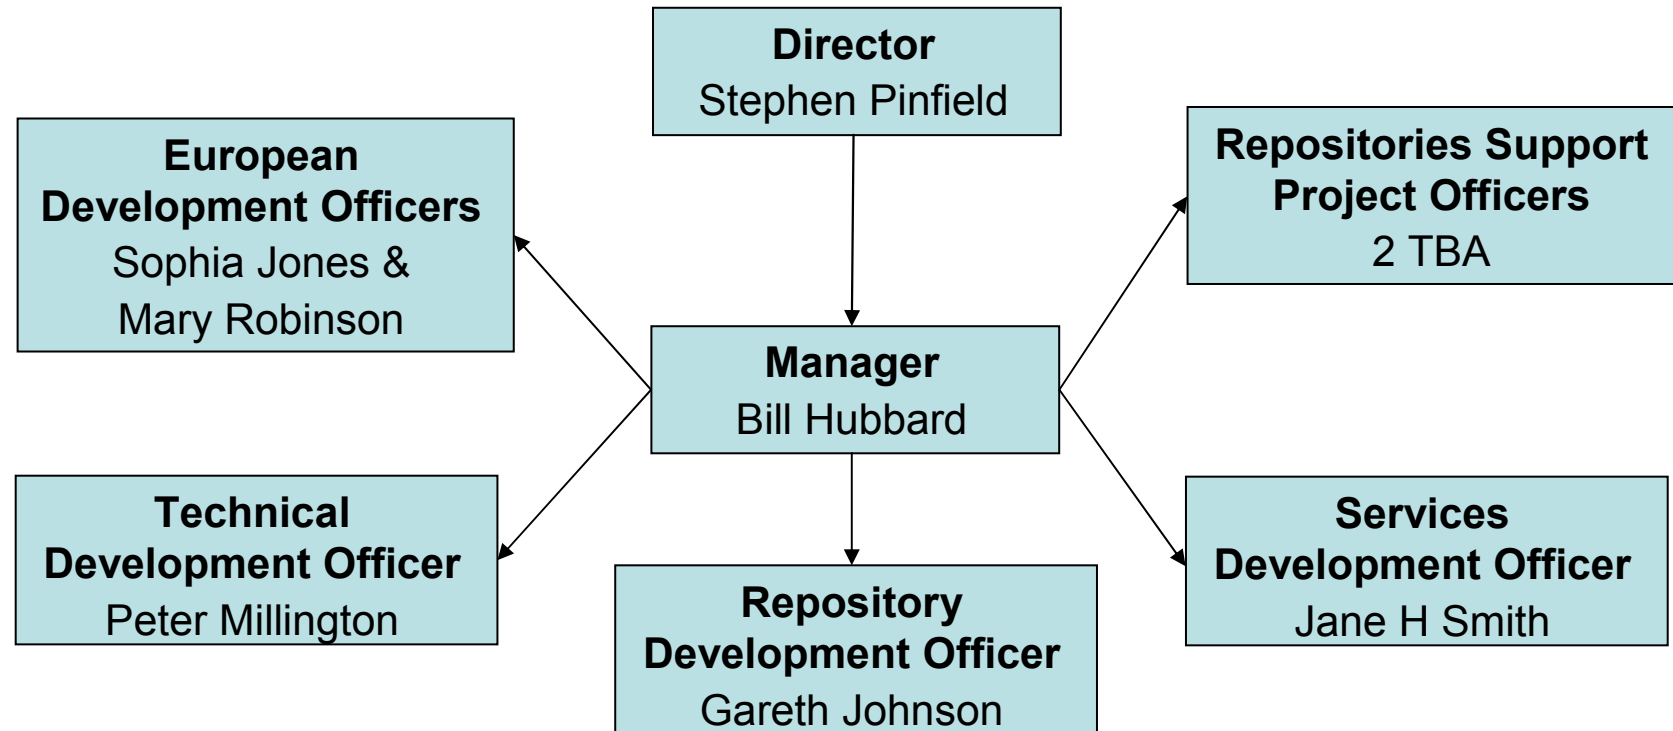 Director
Stephen Pinfield
European
Development Officers
Sophia Jones &
Mary Robinson
Repositories Support
Project Officers
2 TBA
Manager
Bill Hubbard
Technical
Development Officer
Peter Millington
Repository
Development Officer
Gareth Johnson
Services
Development Officer
Jane H Smith